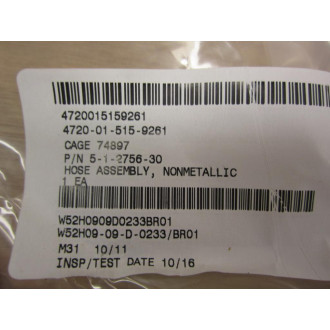 4720015159261
4720-01-515-9261
CAGE 74897
P/N 5-1-2756-30
HOSE ASSEMBLY, NONMETALLIC
1 EA
W52H0909D0233BR01
W52H09-09-D-0233/BR01
M31 10/11
INSP/TEST DATE 10/16